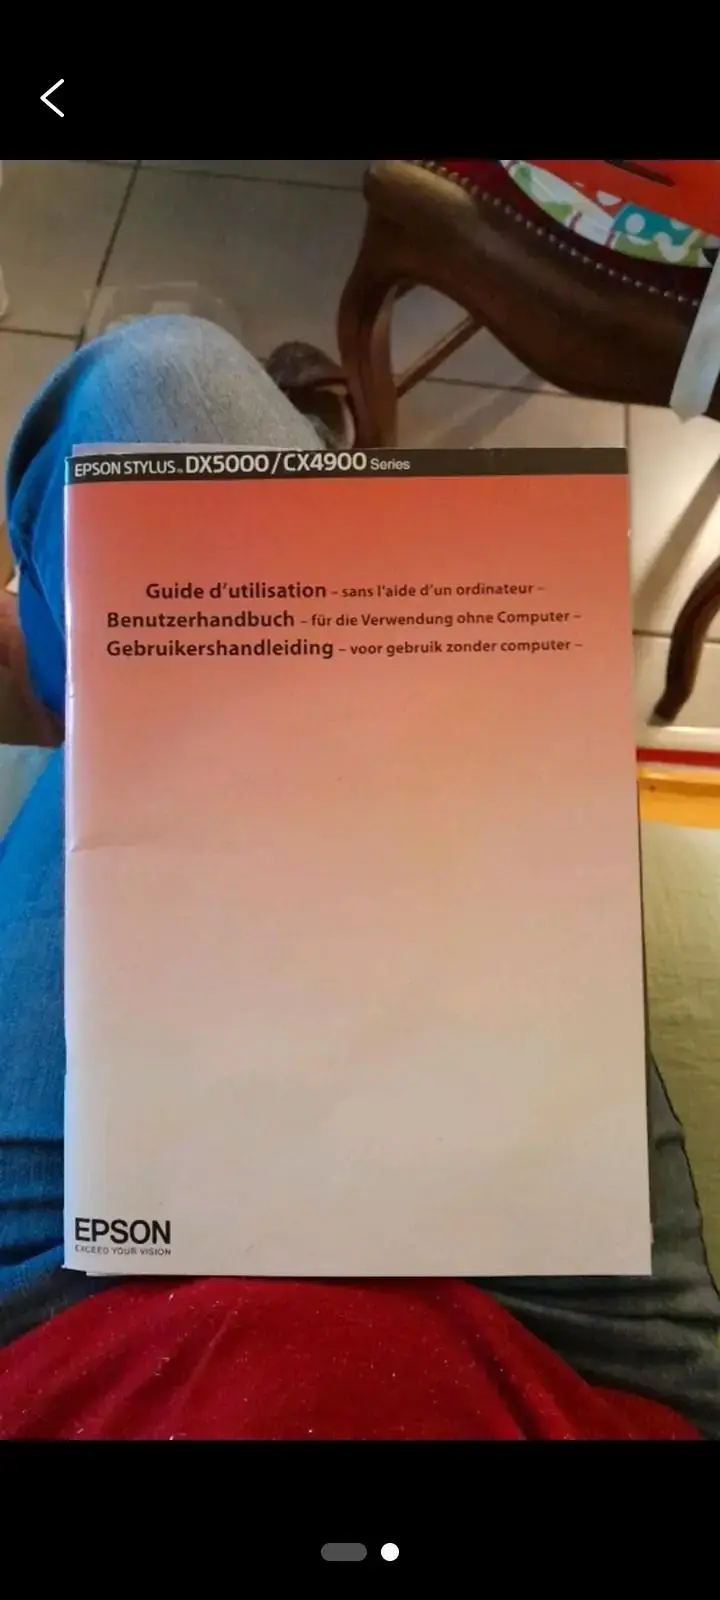 EPSON STYLUS™ DX5000 / CX4900 Series
Guide d'utilisation – sans l'aide d'un ordinateur –
Benutzerhandbuch – für die Verwendung ohne Computer –
Gebruikershandleiding – voor gebruik zonder computer –
EPSON
EXCEED YOUR VISION